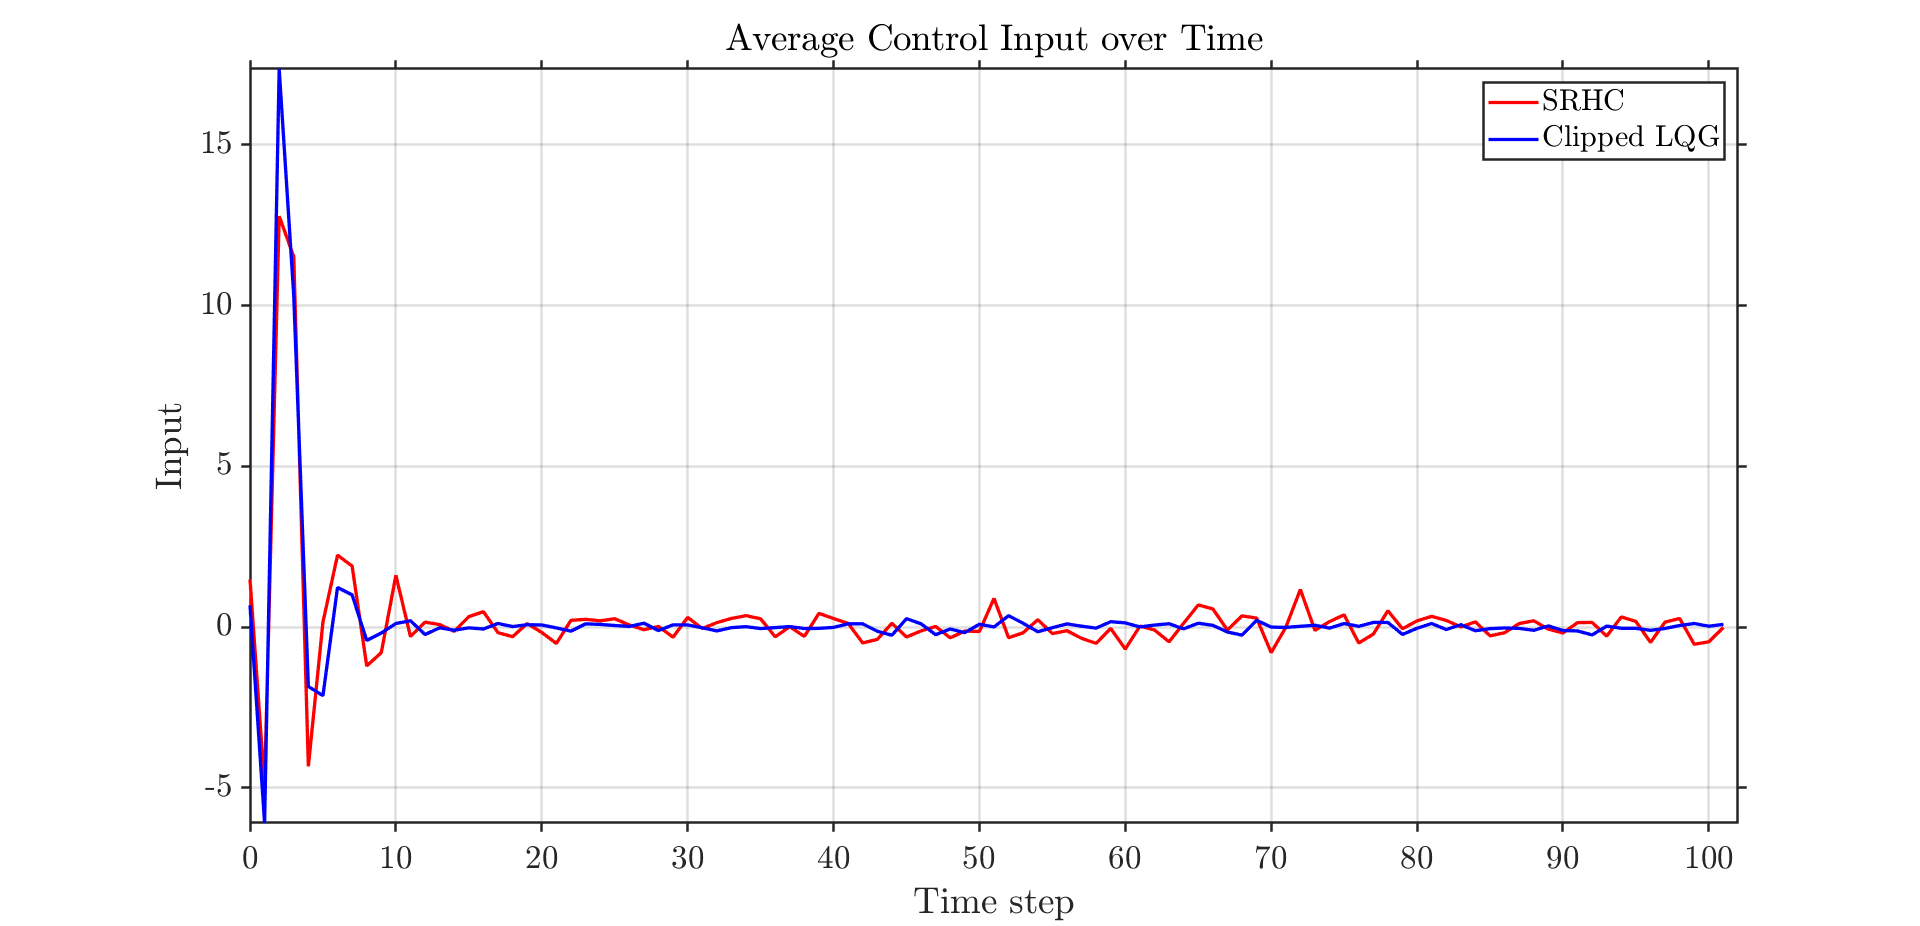 Average Control Input over Time
SRHC
Clipped LQG
15
10
5
0
-5
Input
0 10 20 30 40 50 60 70 80 90 100
Time step